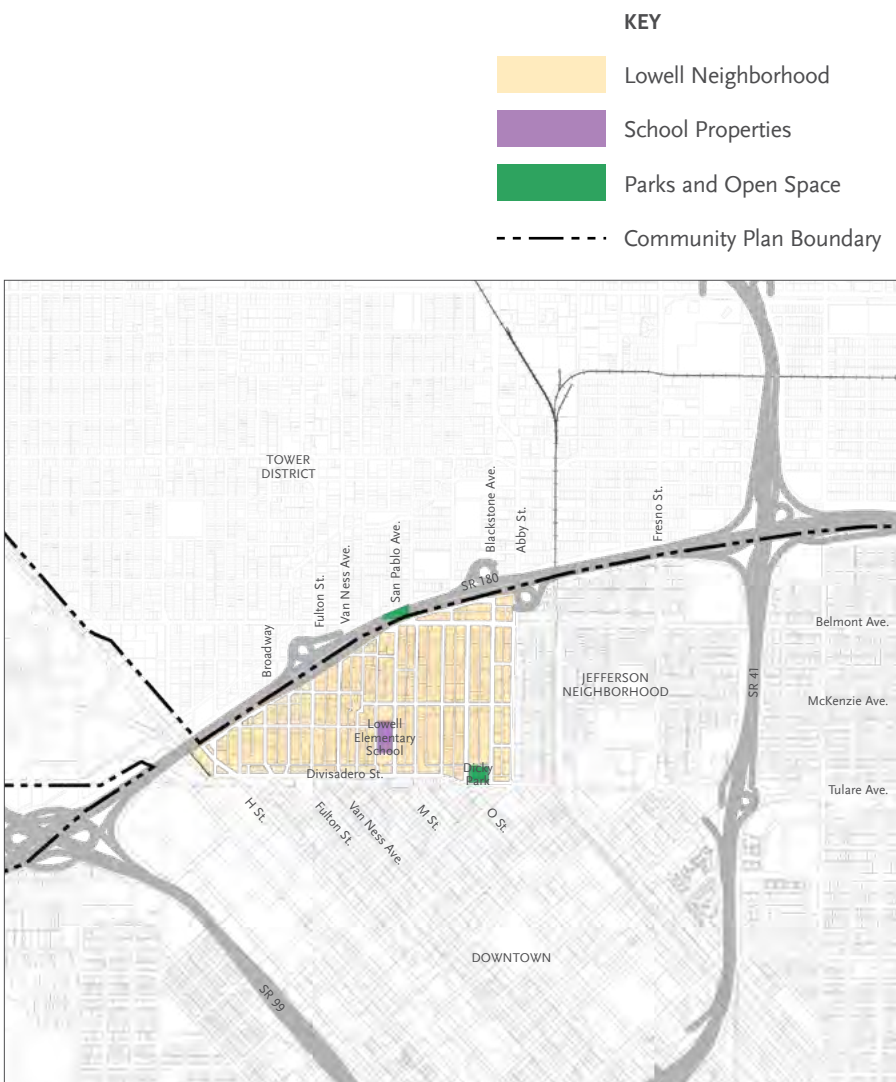 KEY
Lowell Neighborhood
School Properties
Parks and Open Space
Community Plan Boundary
TOWER
DISTRICT
Broadway
Fulton St.
Van Ness Ave.
San Pablo Ave.
Blackstone Ave.
Abby St.
Fresno St.
SR 180
Belmont Ave.
JEFFERSON
NEIGHBORHOOD
SR 41
McKenzie Ave.
Lowell
Elementary
School
Divisadero St.
Dicky
Park
Tulare Ave.
H St.
Fulton St.
Van Ness Ave.
M St.
O St.
DOWNTOWN
SR 99